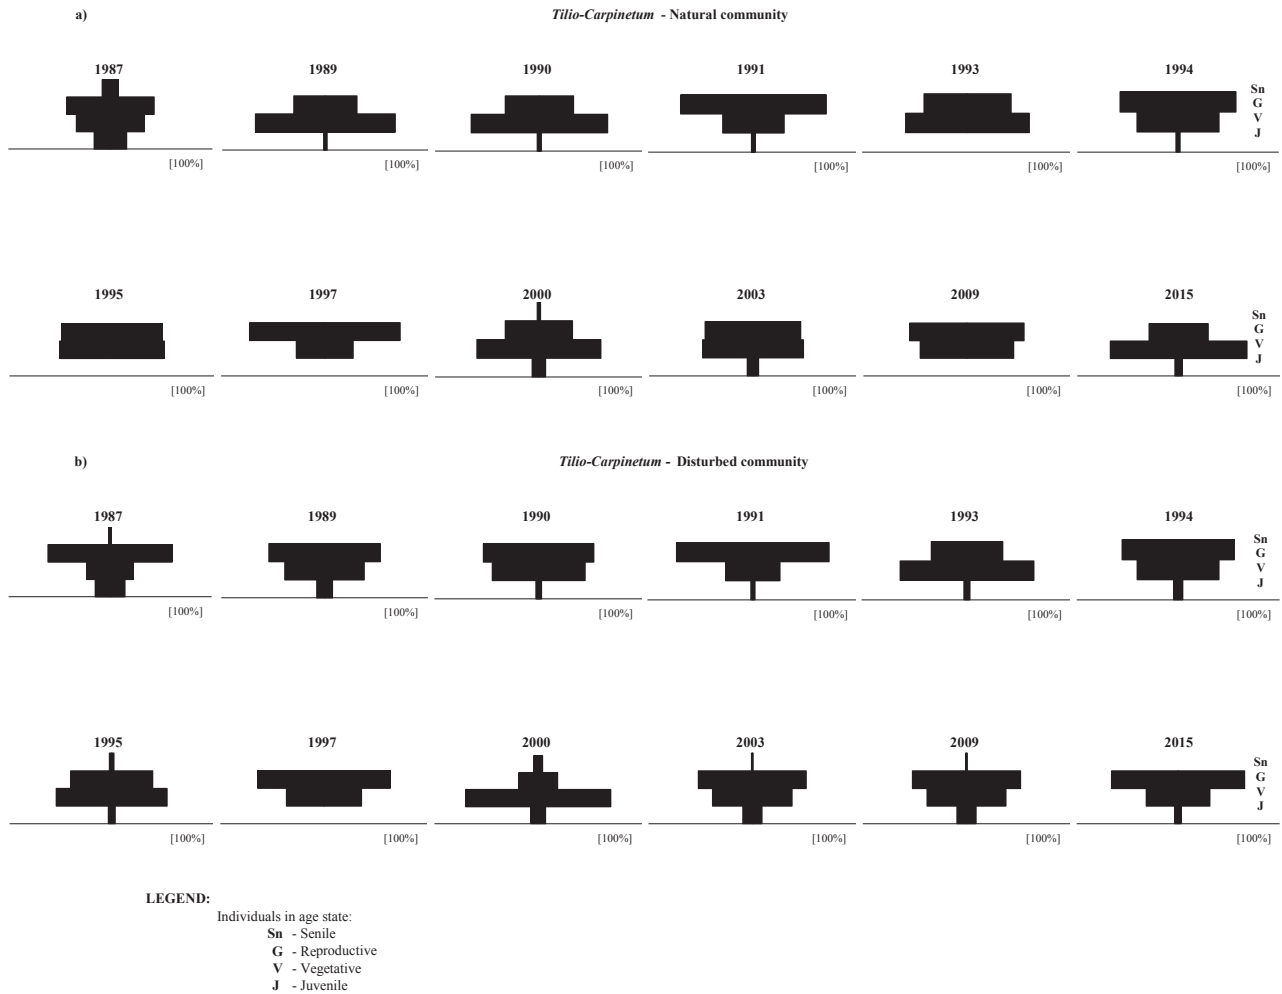 a) Tilio-Carpinetum - Natural community
1987 1989 1990 1991 1993 1994
Sn
G
V
J
[100%] [100%] [100%] [100%] [100%] [100%]
1995 1997 2000 2003 2009 2015
Sn
G
V
J
[100%] [100%] [100%] [100%] [100%] [100%]
b) Tilio-Carpinetum - Disturbed community
1987 1989 1990 1991 1993 1994
Sn
G
V
J
[100%] [100%] [100%] [100%] [100%] [100%]
1995 1997 2000 2003 2009 2015
Sn
G
V
J
[100%] [100%] [100%] [100%] [100%] [100%]
LEGEND:
Individuals in age state:
Sn - Senile
G - Reproductive
V - Vegetative
J - Juvenile